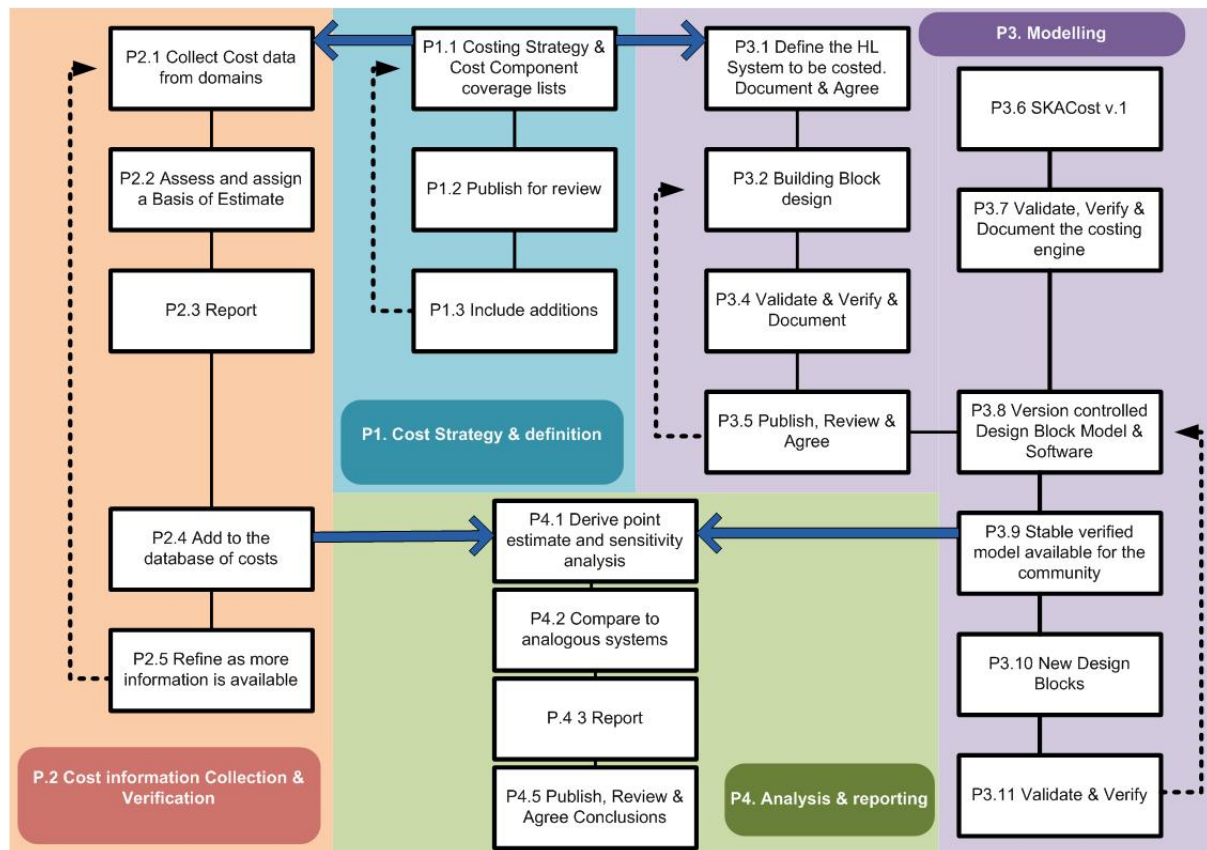 P2.1 Collect Cost data
from domains
P2.2 Assess and assign
a Basis of Estimate
P2.3 Report
P2.4 Add to the
database of costs
P2.5 Refine as more
information is available
P.2 Cost information Collection &
Verification
P1.1 Costing Strategy &
Cost Component
coverage lists
P1.2 Publish for review
P1.3 Include additions
P1. Cost Strategy & definition
P3.1 Define the HL
System to be costed.
Document & Agree
P3.2 Building Block
design
P3.4 Validate & Verify &
Document
P3.5 Publish, Review &
Agree
P3. Modelling
P3.6 SKACost v.1
P3.7 Validate, Verify &
Document the costing
engine
P3.8 Version controlled
Design Block Model &
Software
P3.9 Stable verified
model available for the
community
P3.10 New Design
Blocks
P3.11 Validate & Verify
P4.1 Derive point
estimate and sensitivity
analysis
P4.2 Compare to
analogous systems
P.4 3 Report
P4.5 Publish, Review &
Agree Conclusions
P4. Analysis & reporting